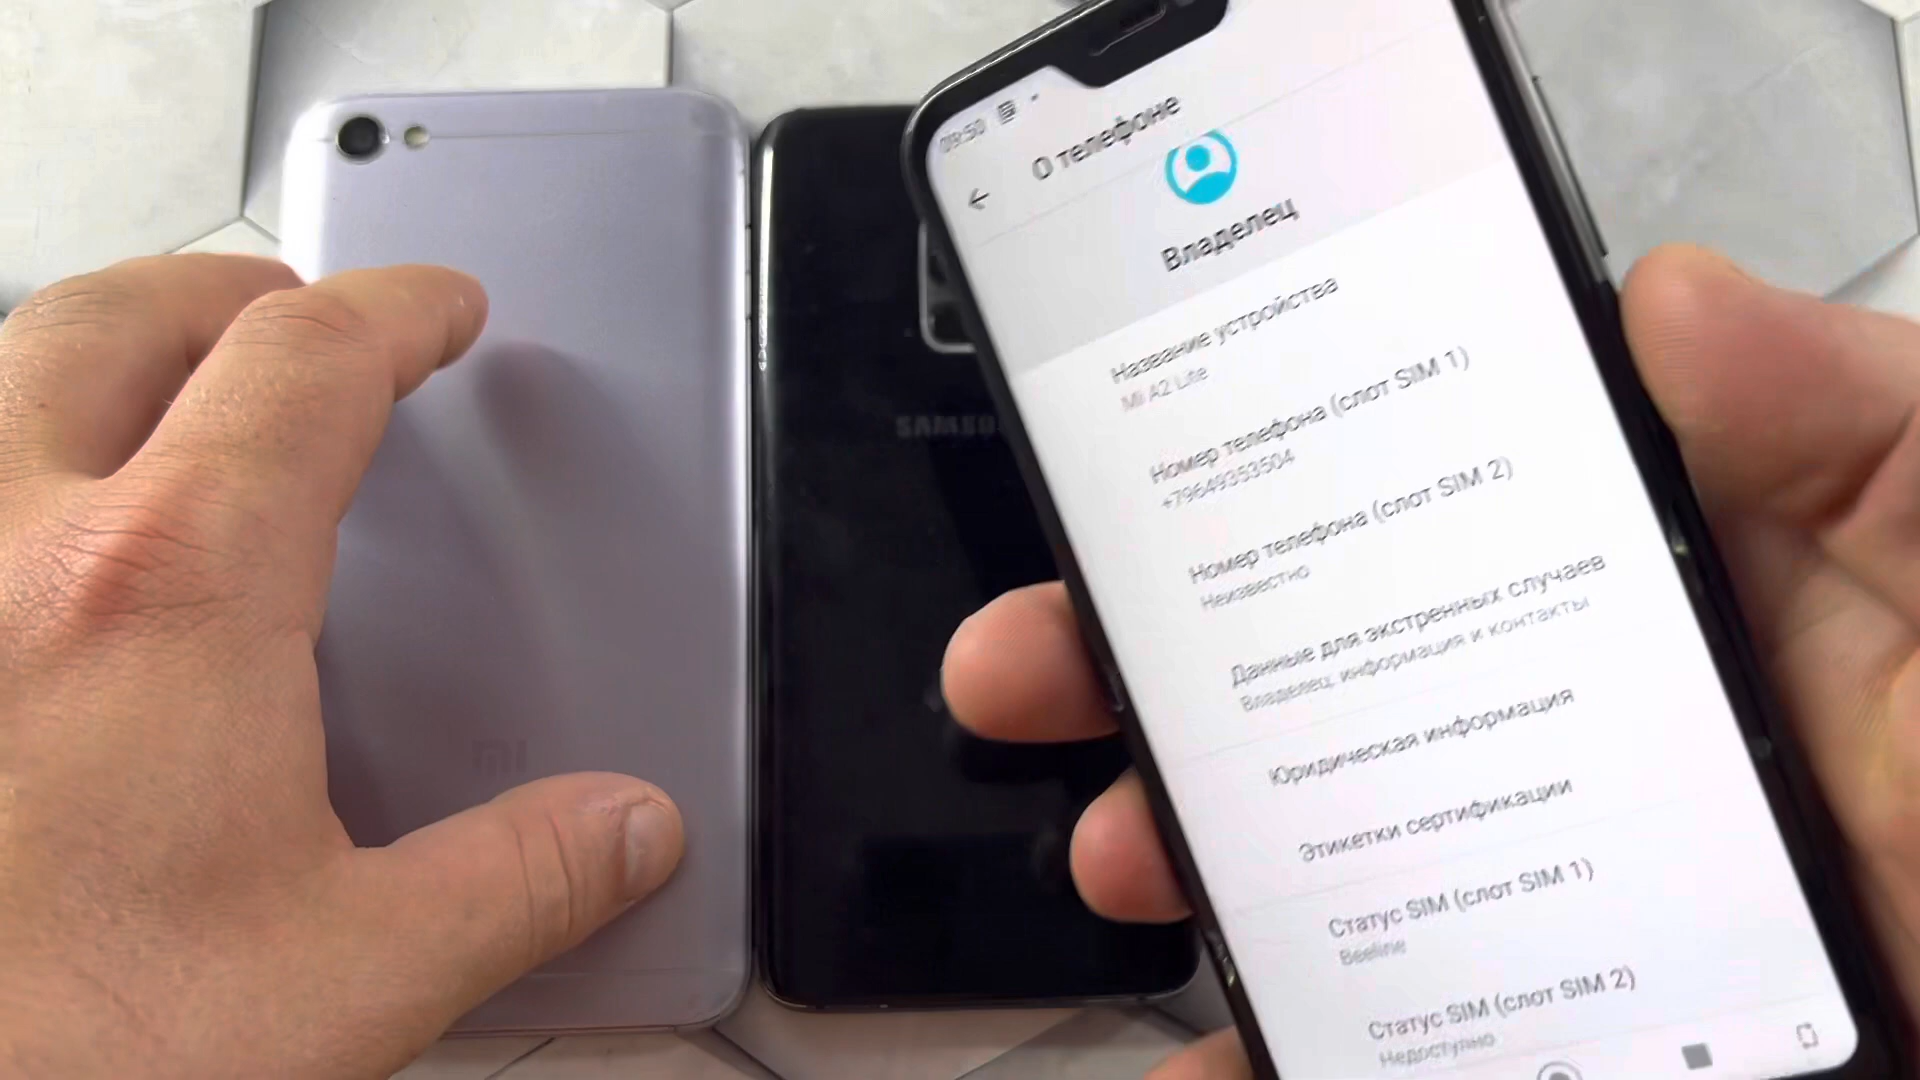 09:50
О телефоне
Владелец
Название устройства
Mi A2 Lite
Номер телефона (слот SIM 1)
+79649353504
Номер телефона (слот SIM 2)
Неизвестно
Данные для экстренных случаев
Владелец, информация и контакты
Юридическая информация
Этикетки сертификации
Статус SIM (слот SIM 1)
Beeline
Статус SIM (слот SIM 2)
Недоступно
MI